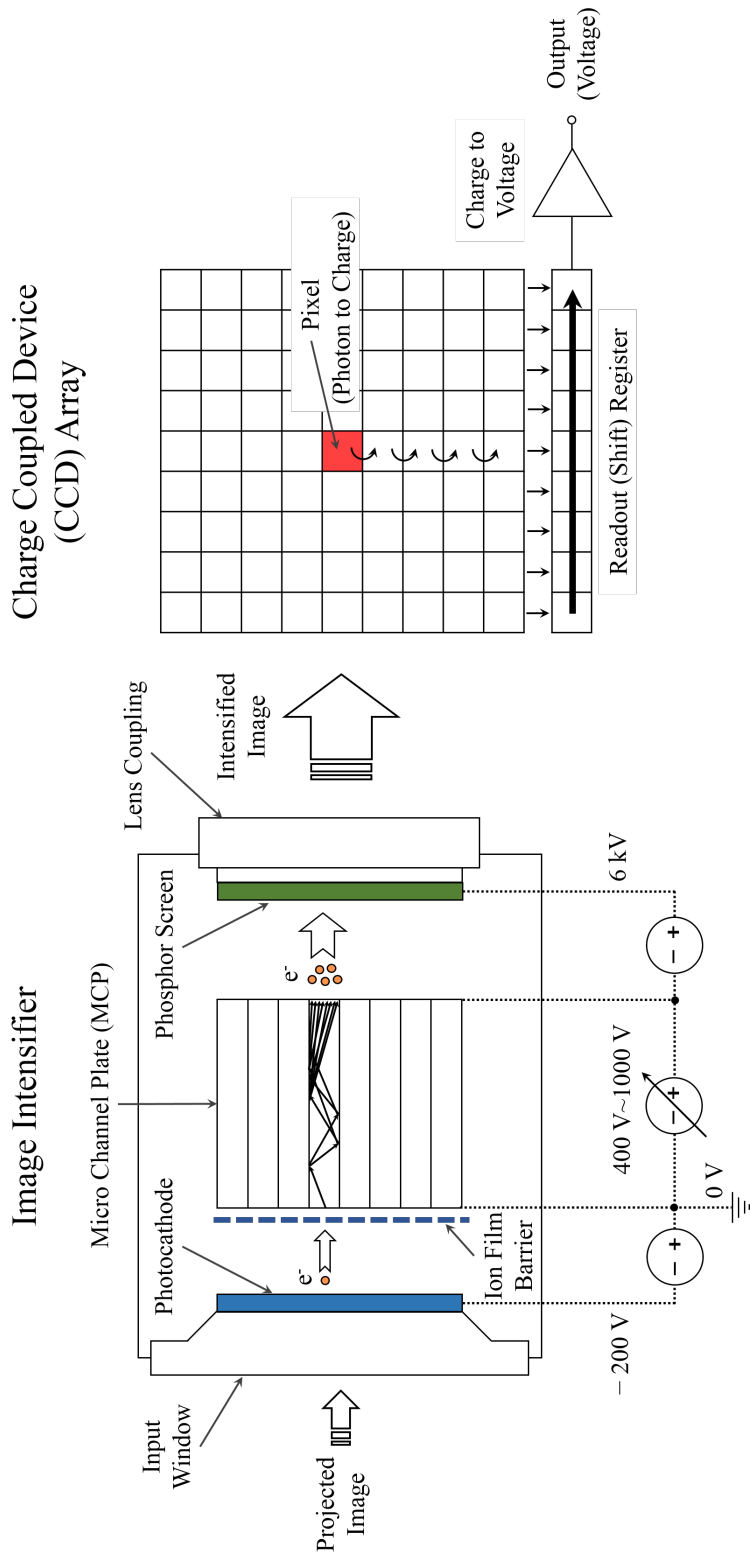 Image Intensifier
Charge Coupled Device
(CCD) Array
Micro Channel Plate (MCP)
Photocathode
Phosphor Screen
Lens Coupling
Input
Window
Projected
Image
e-
e-
Ion Film
Barrier
Intensified
Image
Pixel
(Photon to Charge)
Charge to
Voltage
Output
(Voltage)
Readout (Shift) Register
– 200 V
0 V
400 V~1000 V
6 kV
− +
− +
− +